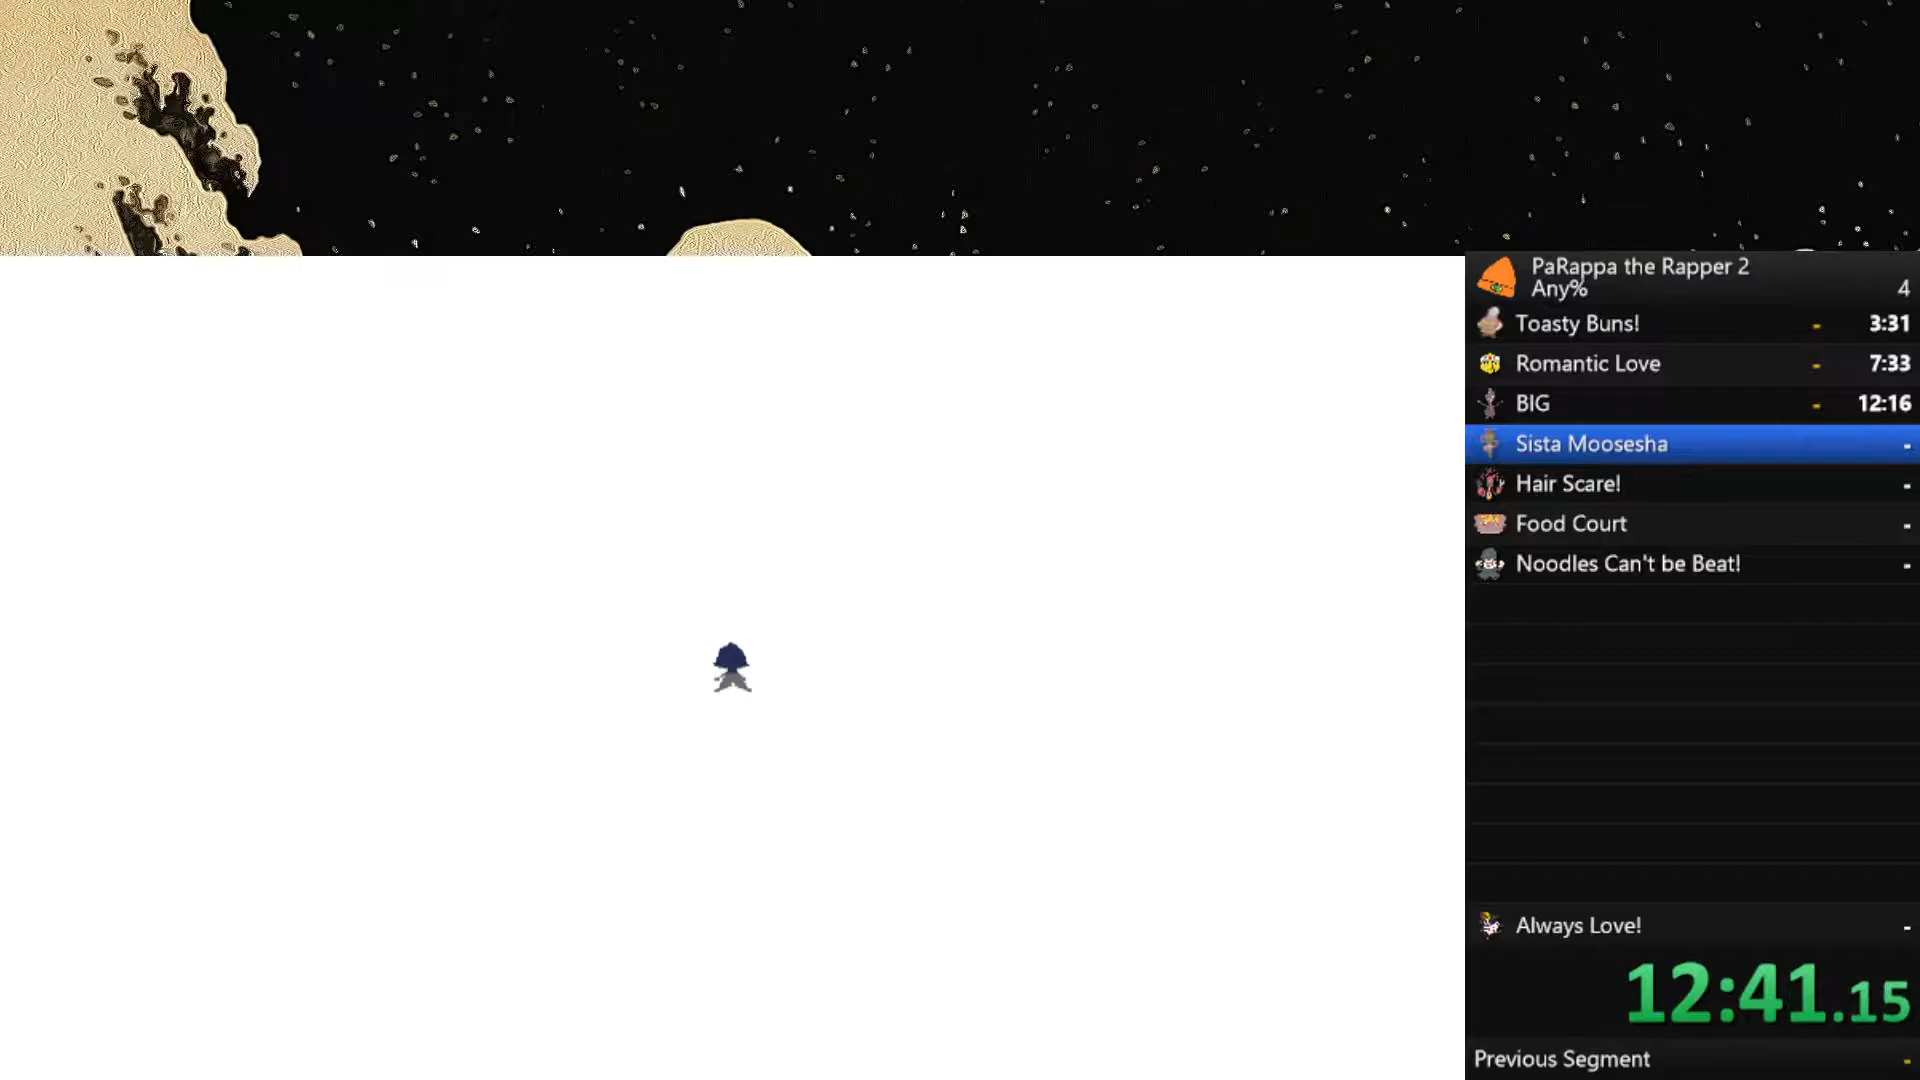 PaRappa the Rapper 2
Any% 4
Toasty Buns! - 3:31
Romantic Love - 7:33
BIG - 12:16
Sista Moosesha -
Hair Scare! -
Food Court -
Noodles Can't be Beat! -
Always Love! -
12:41.15
Previous Segment -